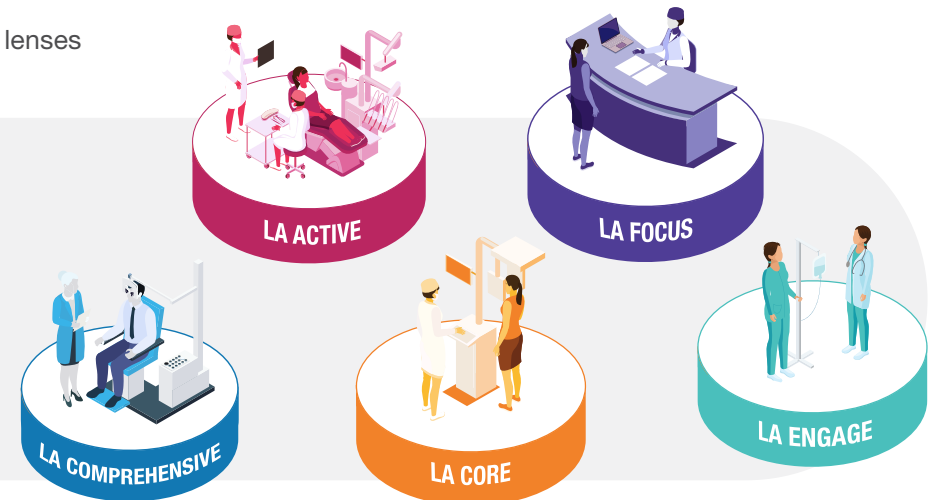 lenses
LA ACTIVE
LA FOCUS
LA COMPREHENSIVE
LA CORE
LA ENGAGE